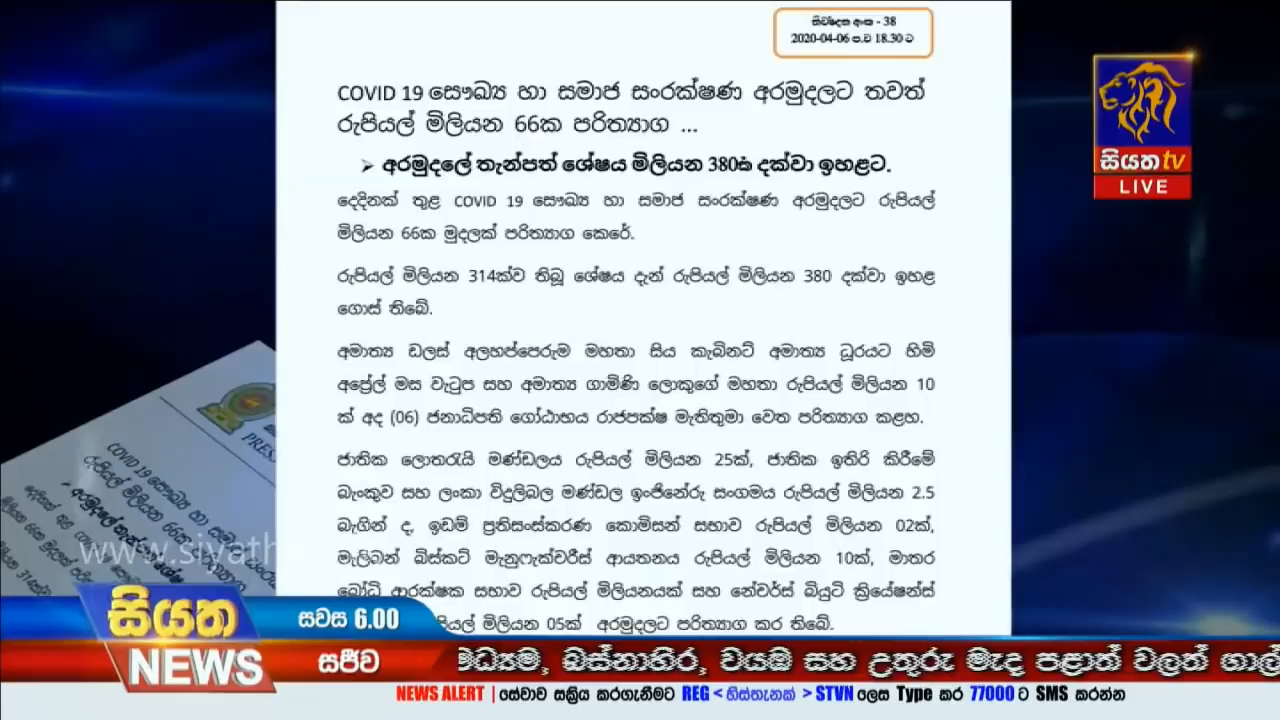 නිවේදන අංක - 38
2020-04-06 ප.ව 18.30 ට
COVID 19 සෞඛ්‍ය හා සමාජ සංරක්ෂණ අරමුදලට තවත්
රුපියල් මිලියන 66ක පරිත්‍යාග ...
➢ අරමුදලේ තැන්පත් ශේෂය මිලියන 380ක දක්වා ඉහළට.
දෙදිනක් තුළ COVID 19 සෞඛ්‍ය හා සමාජ සංරක්ෂණ අරමුදලට රුපියල්
මිලියන 66ක මුදලක් පරිත්‍යාග කෙරේ.
රුපියල් මිලියන 314ක්ව තිබූ ශේෂය දැන් රුපියල් මිලියන 380 දක්වා ඉහළ
ගොස් තිබේ.
අමාත්‍ය ඩලස් අලහප්පෙරුම මහතා සිය කැබිනට් අමාත්‍ය ධූරයට හිමි
අප්‍රේල් මස වැටුප සහ අමාත්‍ය ගාමිණි ලොකුගේ මහතා රුපියල් මිලියන 10
ක් අද (06) ජනාධිපති ගෝඨාභය රාජපක්ෂ මැතිතුමා වෙත පරිත්‍යාග කළහ.
ජාතික ලොතරැයි මණ්ඩලය රුපියල් මිලියන 25ක්, ජාතික ඉතිරි කිරීමේ
බැංකුව සහ ලංකා විදුලිබල මණ්ඩල ඉංජිනේරු සංගමය රුපියල් මිලියන 2.5
බැගින් ද, ඉඩම් ප්‍රතිසංස්කරණ කොමිසන් සභාව රුපියල් මිලියන 02ක්,
මැලිබන් බිස්කට් මැනුෆැක්චරීස් ආයතනය රුපියල් මිලියන 10ක්, මාතර
බෝධි ආරක්ෂක සභාව රුපියල් මිලියනයක් සහ නේචර්ස් බියුටි ක්‍රියේෂන්ස්
මිලියන 05ක් අරමුදලට පරිත්‍යාග කර තිබේ.
සියත tv
LIVE
සියත
NEWS
සවස 6.00
සජීව
මධ්‍යම, බස්නාහිර, වයඹ සහ උතුරු මැද පළාත් වලත් ගාල්
NEWS ALERT | සේවාව සක්‍රිය කරගැනීමට REG < හිස්තැනක් > STVN ලෙස Type කර 77000 ට SMS කරන්න